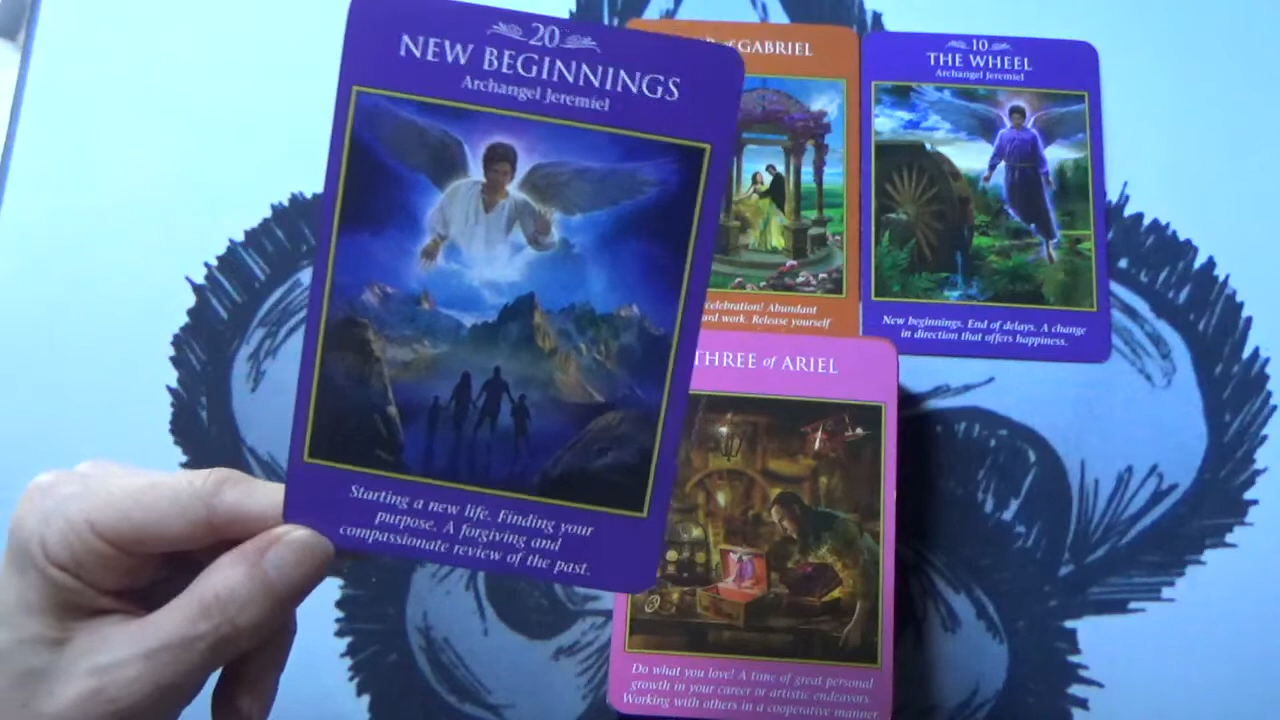 20
NEW BEGINNINGS
Archangel Jeremiel
Starting a new life. Finding your
purpose. A forgiving and
compassionate review of the past.
of GABRIEL
celebration! Abundant
work. Release yourself
10
THE WHEEL
Archangel Jeremiel
New beginnings. End of delays. A change
in direction that offers happiness.
THREE of ARIEL
Do what you love! A time of great personal
growth in your career or artistic endeavors
Working with others in a cooperative manner